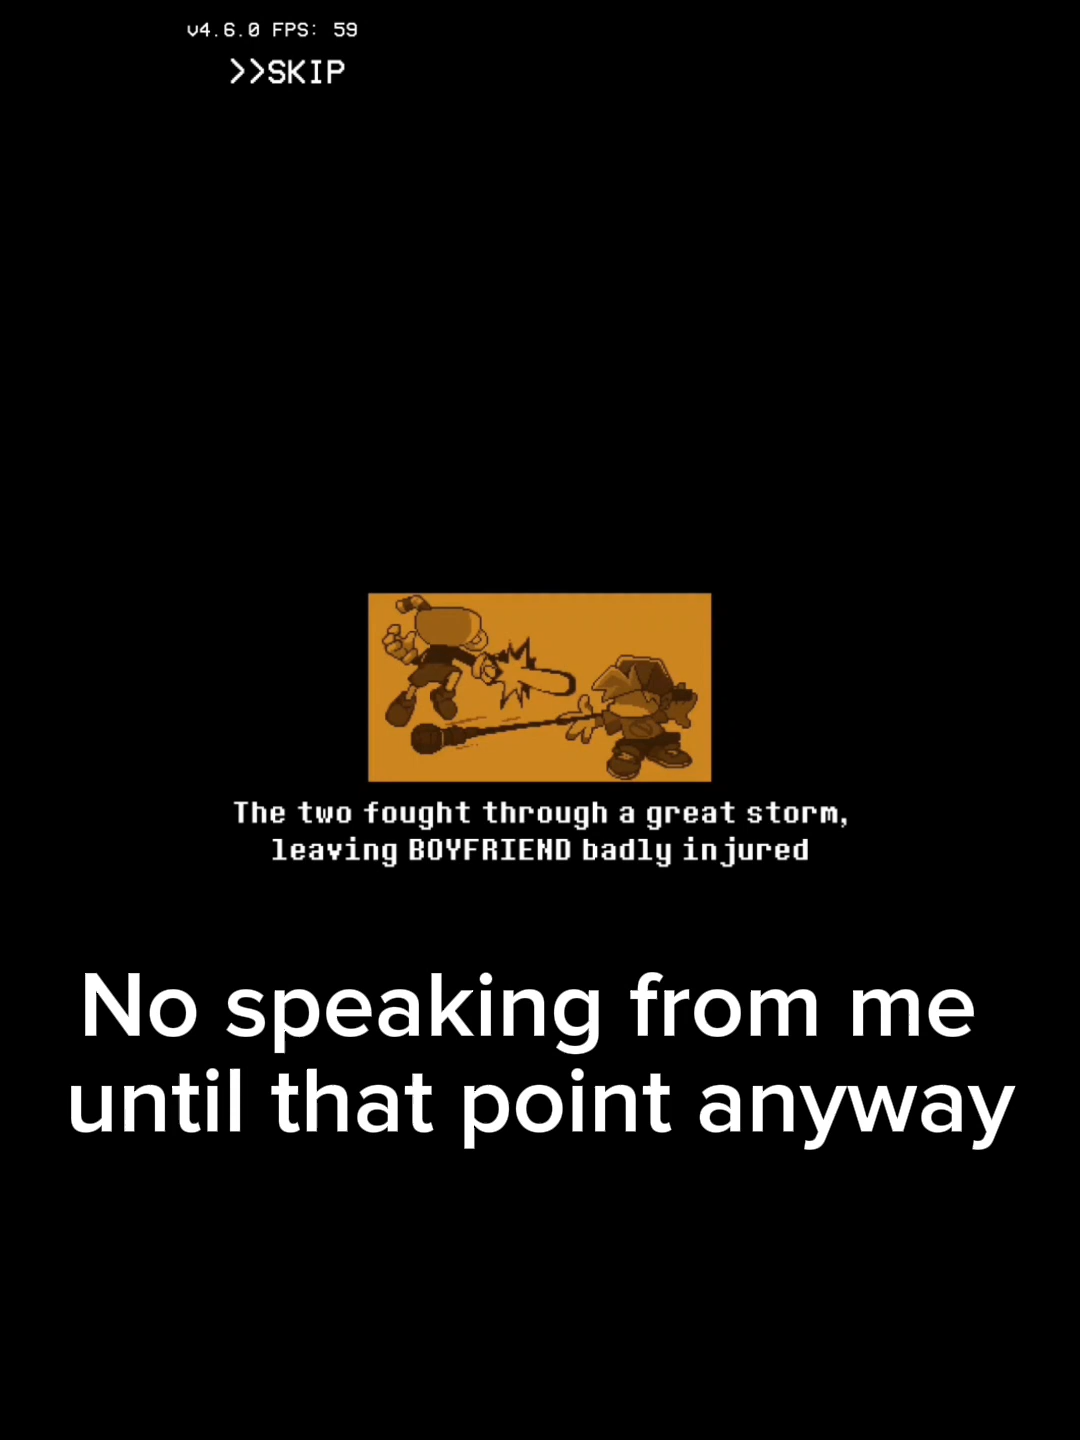 v4.6.0 FPS: 59
>>SKIP
The two fought through a great storm,
leaving BOYFRIEND badly injured
No speaking from me
until that point anyway